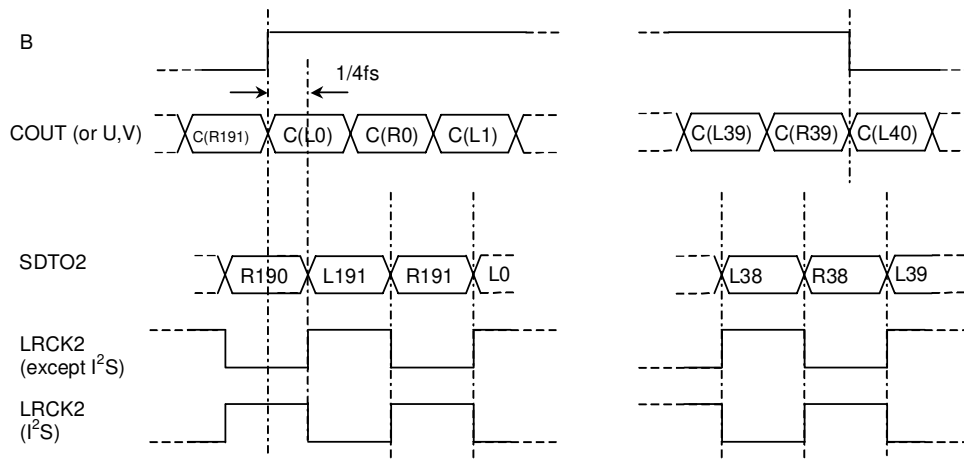 B
1/4fs
COUT (or U,V)
C(R191) C(L0) C(R0) C(L1) C(L39) C(R39) C(L40)
SDTO2
R190 L191 R191 L0 L38 R38 L39
LRCK2
(except I²S)
LRCK2
(I²S)